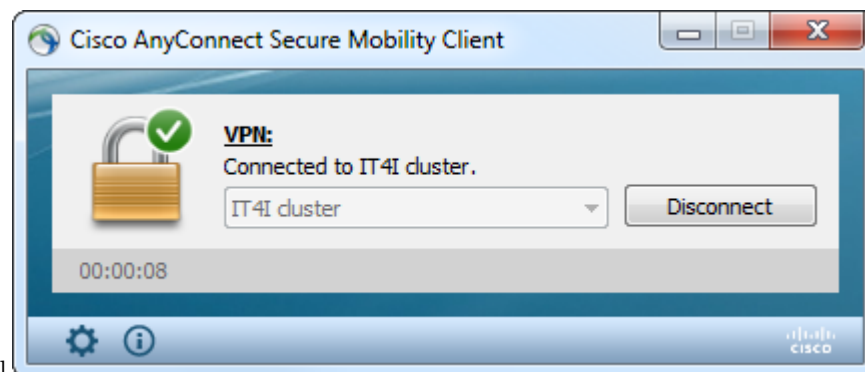 Cisco AnyConnect Secure Mobility Client
VPN:
Connected to IT4I cluster.
IT4I cluster
Disconnect
00:00:08
CISCO